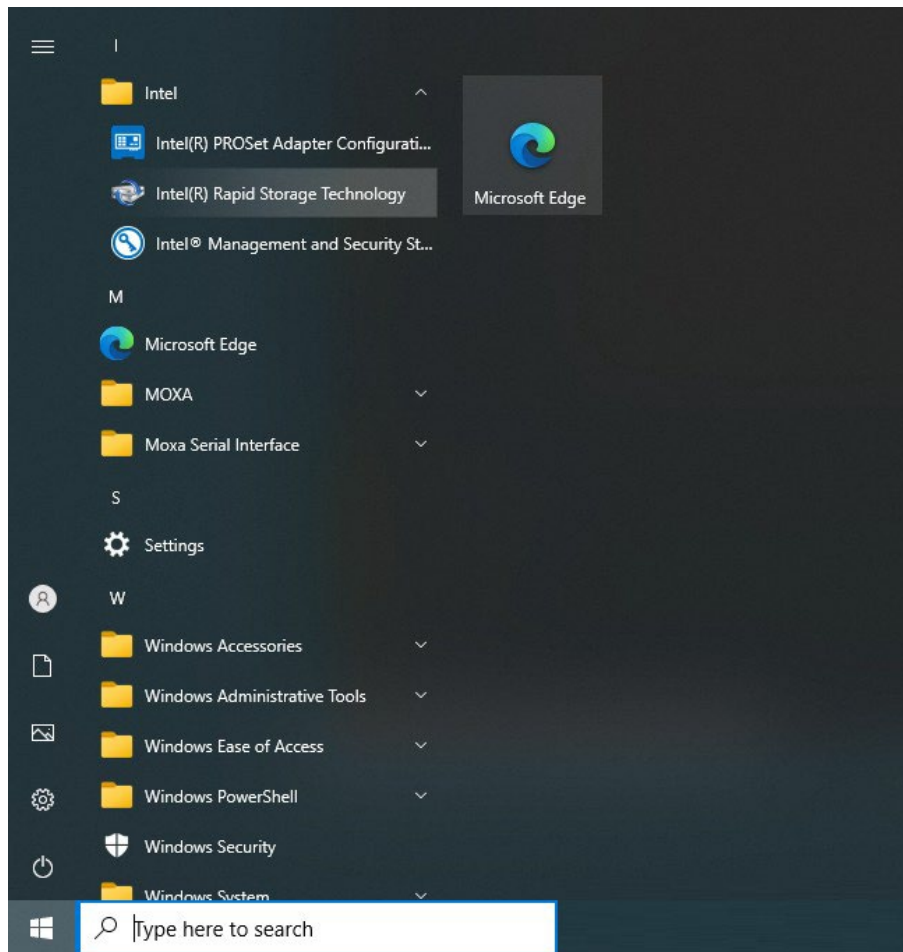 I
Intel
Intel(R) PROSet Adapter Configurati...
Intel(R) Rapid Storage Technology
Intel® Management and Security St...
Microsoft Edge
M
Microsoft Edge
MOXA
Moxa Serial Interface
S
Settings
W
Windows Accessories
Windows Administrative Tools
Windows Ease of Access
Windows PowerShell
Windows Security
Windows System
Type here to search